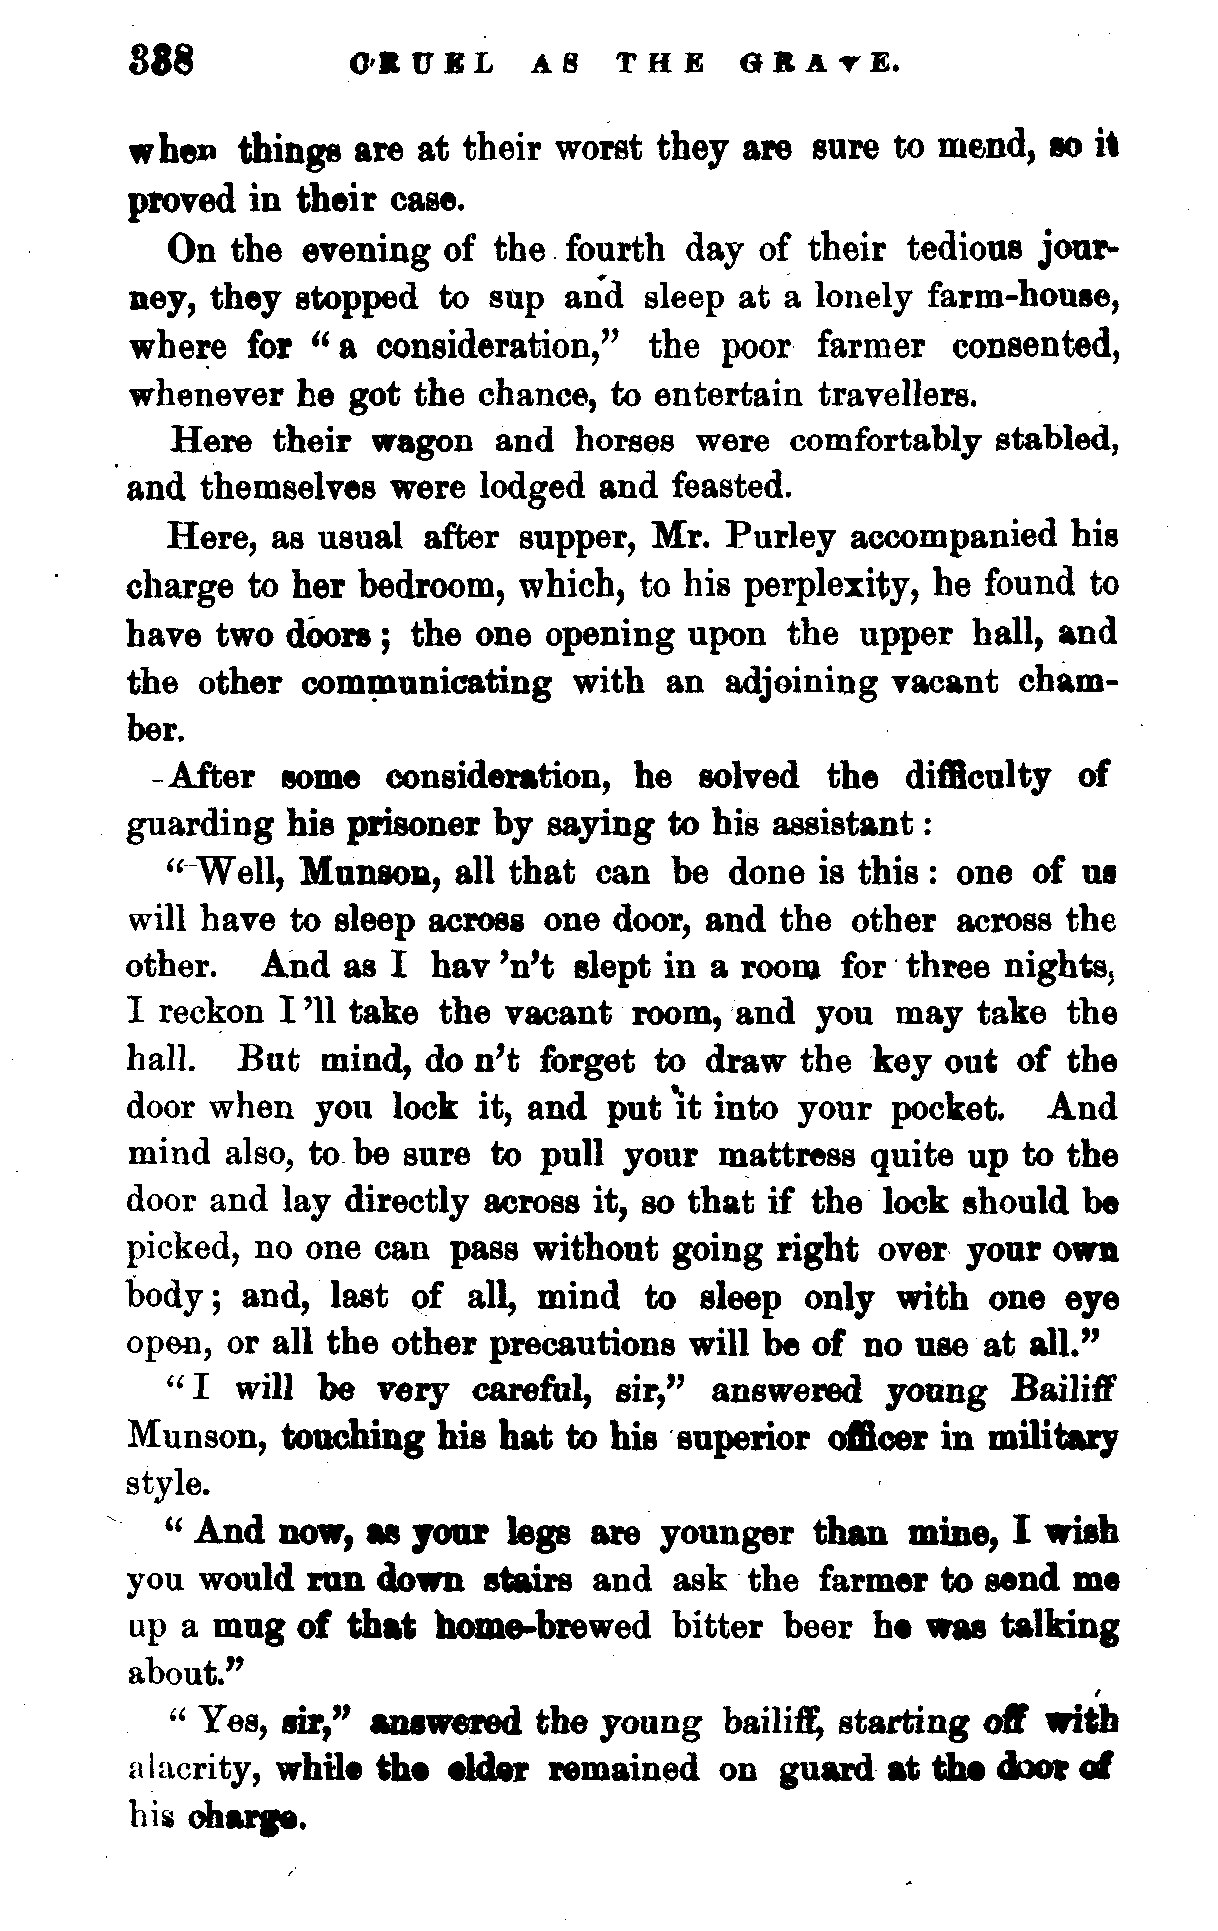 338 CRUEL AS THE GRAVE.
when things are at their worst they are sure to mend, so it
proved in their case.
On the evening of the fourth day of their tedious jour-
ney, they stopped to sup and sleep at a lonely farm-house,
where for “a consideration,” the poor farmer consented,
whenever he got the chance, to entertain travellers.
Here their wagon and horses were comfortably stabled,
and themselves were lodged and feasted.
Here, as usual after supper, Mr. Purley accompanied his
charge to her bedroom, which, to his perplexity, he found to
have two doors; the one opening upon the upper hall, and
the other communicating with an adjoining vacant cham-
ber.
After some consideration, he solved the difficulty of
guarding his prisoner by saying to his assistant:
“Well, Munson, all that can be done is this: one of us
will have to sleep across one door, and the other across the
other. And as I hav 'n't slept in a room for three nights,
I reckon I 'll take the vacant room, and you may take the
hall. But mind, do n't forget to draw the key out of the
door when you lock it, and put it into your pocket. And
mind also, to be sure to pull your mattress quite up to the
door and lay directly across it, so that if the lock should be
picked, no one can pass without going right over your own
body; and, last of all, mind to sleep only with one eye
open, or all the other precautions will be of no use at all.”
“I will be very careful, sir,” answered young Bailiff
Munson, touching his hat to his superior officer in military
style.
“And now, as your legs are younger than mine, I wish
you would run down stairs and ask the farmer to send me
up a mug of that home-brewed bitter beer he was talking
about.”
“Yes, sir,” answered the young bailiff, starting off with
alacrity, while the elder remained on guard at the door of
his charge.